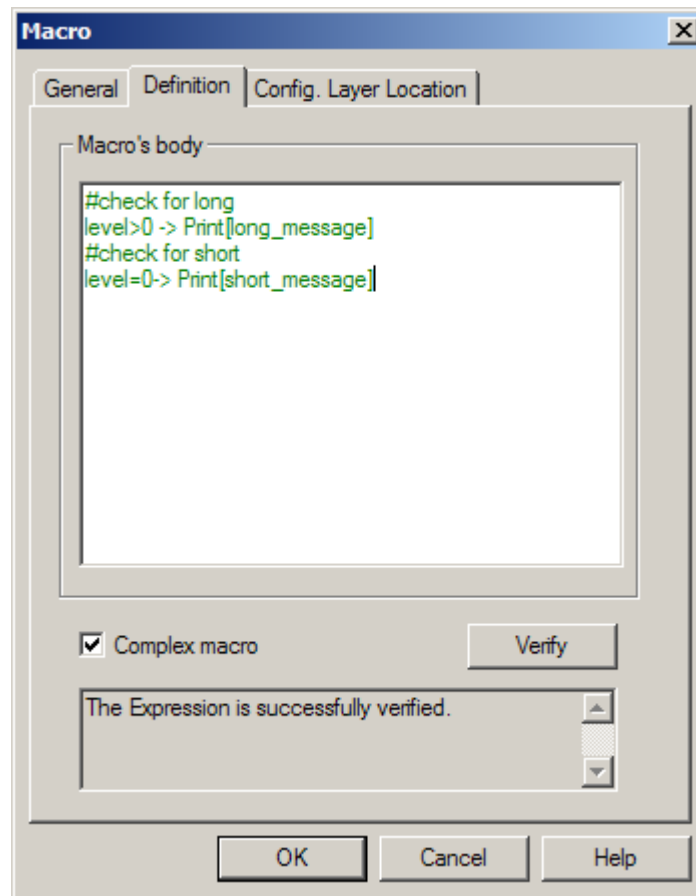 Macro
General Definition Config. Layer Location
Macro's body
#check for long
level>0 -> Print[long_message]
#check for short
level=0-> Print[short_message]
Complex macro Verify
The Expression is successfully verified.
OK Cancel Help